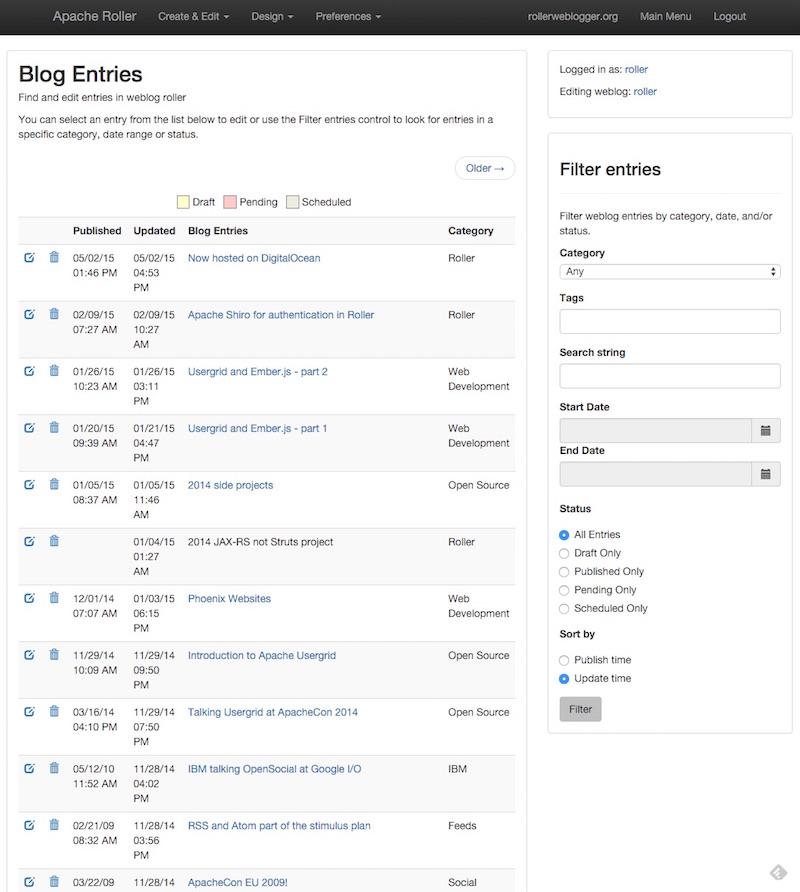 Apache Roller Create & Edit Design Preferences rollerweblogger.org Main Menu Logout
Blog Entries
Find and edit entries in weblog roller
You can select an entry from the list below to edit or use the Filter entries control to look for entries in a
specific category, date range or status.
Older →
Draft Pending Scheduled
Published Updated Blog Entries Category
05/02/15 05/02/15 Now hosted on DigitalOcean Roller
01:46 PM 04:53
PM
02/09/15 02/09/15 Apache Shiro for authentication in Roller Roller
07:27 AM 10:27
AM
01/26/15 01/26/15 Usergrid and Ember.js - part 2 Web
10:23 AM 03:11 Development
PM
01/20/15 01/21/15 Usergrid and Ember.js - part 1 Web
09:39 AM 04:47 Development
PM
01/05/15 01/05/15 2014 side projects Open Source
08:37 AM 11:46
AM
01/04/15 2014 JAX-RS not Struts project Roller
01:27
AM
12/01/14 01/03/15 Phoenix Websites Web
07:07 AM 06:15 Development
PM
11/29/14 11/29/14 Introduction to Apache Usergrid Open Source
10:09 AM 09:50
PM
03/16/14 11/29/14 Talking Usergrid at ApacheCon 2014 Open Source
04:10 PM 07:50
PM
05/12/10 11/28/14 IBM talking OpenSocial at Google I/O IBM
11:52 AM 04:02
PM
02/21/09 11/28/14 RSS and Atom part of the stimulus plan Feeds
08:32 AM 03:56
PM
03/22/09 11/28/14 ApacheCon EU 2009! Social
Logged in as: roller
Editing weblog: roller
Filter entries
Filter weblog entries by category, date, and/or
status.
Category
Any
Tags
Search string
Start Date
End Date
Status
All Entries
Draft Only
Published Only
Pending Only
Scheduled Only
Sort by
Publish time
Update time
Filter